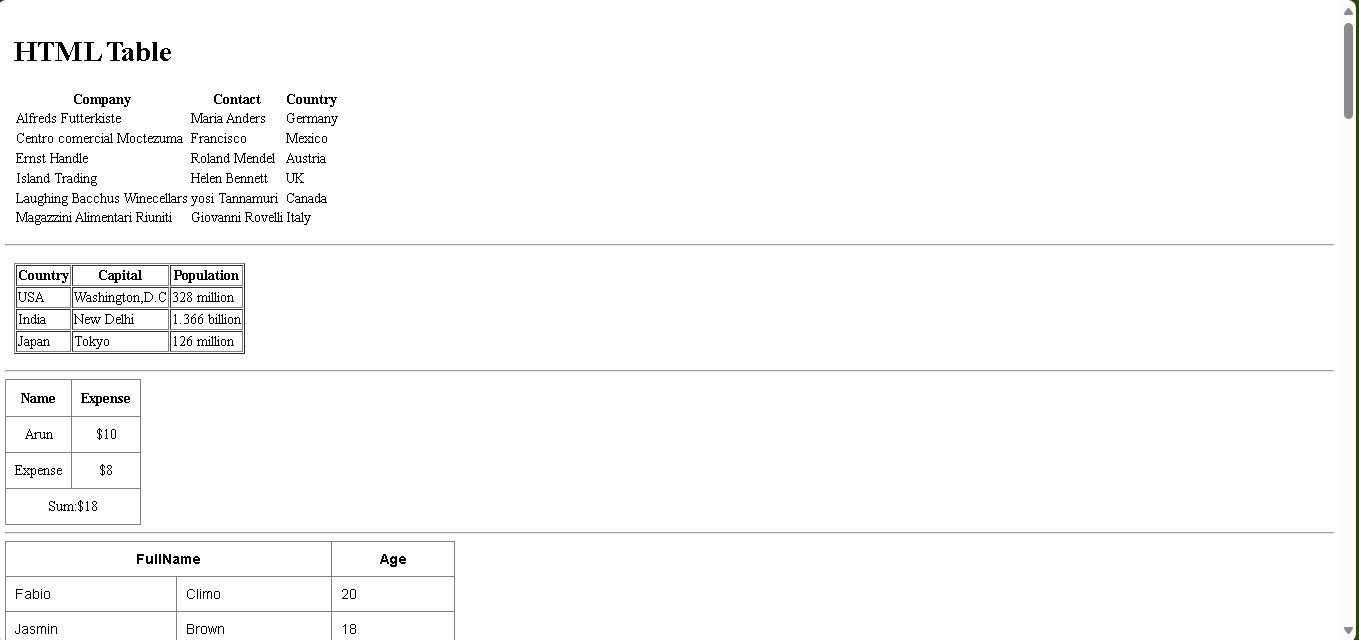 HTML Table
Company Contact Country
Alfreds Futterkiste Maria Anders Germany
Centro comercial Moctezuma Francisco Mexico
Ernst Handle Roland Mendel Austria
Island Trading Helen Bennett UK
Laughing Bacchus Winecellars yosi Tannamuri Canada
Magazzini Alimentari Riuniti Giovanni Rovelli Italy
Country Capital Population
USA Washington,D.C 328 million
India New Delhi 1.366 billion
Japan Tokyo 126 million
Name Expense
Arun $10
Expense $8
Sum:$18
FullName Age
Fabio Climo 20
Jasmin Brown 18